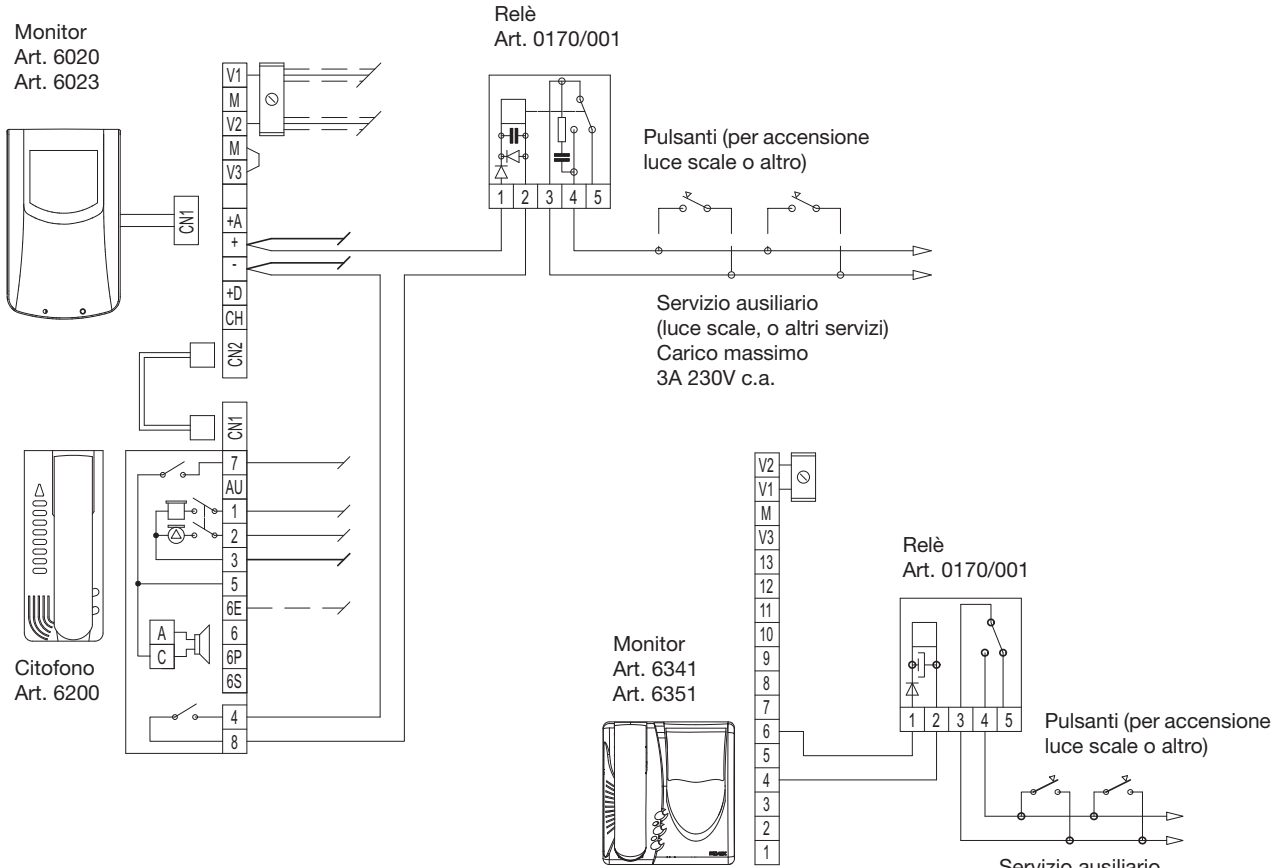 Monitor
Art. 6020
Art. 6023
V1
M
V2
M
V3
+A
+
-
+D
CH
CN2
CN1
CN1
7
AU
1
2
3
5
6E
6
6P
6S
4
8
A
C
Citofono
Art. 6200
Relè
Art. 0170/001
1 2 3 4 5
Pulsanti (per accensione
luce scale o altro)
Servizio ausiliario
(luce scale, o altri servizi)
Carico massimo
3A 230V c.a.
Monitor
Art. 6341
Art. 6351
V2
V1
M
V3
13
12
11
10
9
8
7
6
5
4
3
2
1
Relè
Art. 0170/001
1 2 3 4 5
Pulsanti (per accensione
luce scale o altro)
Servizio ausiliario